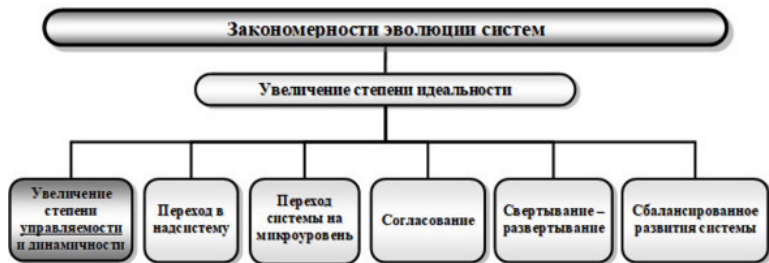 Закономерности эволюции систем
Увеличение степени идеальности
Увеличение
степени
управляемости
и динамичности
Переход в
надсистему
Переход
системы на
микроуровень
Согласование
Свертывание –
развертывание
Сбалансированное
развития системы